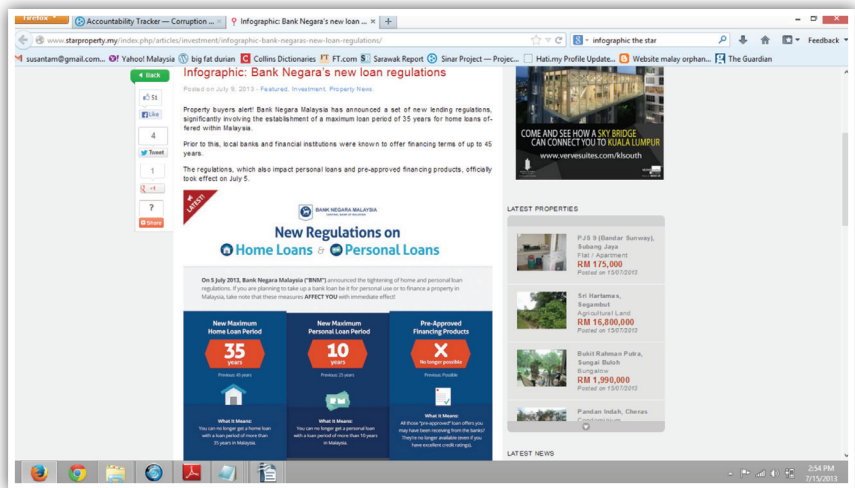 Firefox
Accountability Tracker — Corruption ...
Infographic: Bank Negara's new loan ...
www.starproperty.my/index.php/articles/investment/infographic-bank-negaras-new-loan-regulations/
infographic the star
Feedback
susantam@gmail.com...
Yahoo! Malaysia
big fat durian
Collins Dictionaries
FT.com
Sarawak Report
Sinar Project — Projec...
Hati.my Profile Update...
Website malay orphan...
The Guardian
Back
51
Like
4
Tweet
1
+1
?
Share
Infographic: Bank Negara's new loan regulations
Posted on July 9, 2013 - Featured, Investment, Property News
Property buyers alert! Bank Negara Malaysia has announced a set of new lending regulations,
significantly involving the establishment of a maximum loan period of 35 years for home loans of-
fered within Malaysia.
Prior to this, local banks and financial institutions were known to offer financing terms of up to 45
years.
The regulations, which also impact personal loans and pre-approved financing products, officially
took effect on July 5.
LATEST!
BANK NEGARA MALAYSIA
CENTRAL BANK OF MALAYSIA
New Regulations on
Home Loans & Personal Loans
On 5 July 2013, Bank Negara Malaysia ("BNM") announced the tightening of home and personal loan
regulations. If you are planning to take up a bank loan be it for personal use or to finance a property in
Malaysia, take note that these measures AFFECT YOU with immediate effect!
New Maximum
Home Loan Period
35
years
Previous: 45 years
What It Means:
You can no longer get a home loan
with a loan period of more than
35 years in Malaysia.
New Maximum
Personal Loan Period
10
years
Previous: 25 years
What It Means:
You can no longer get a personal loan
with a loan period of more than 10 years
in Malaysia.
Pre-Approved
Financing Products
X
No longer possible
Previous: Possible
What It Means:
All those "pre-approved" loan offers you
may have been receiving from the banks?
They're no longer available (even if you
have excellent credit ratings).
COME AND SEE HOW A SKY BRIDGE
CAN CONNECT YOU TO KUALA LUMPUR
www.vervesuites.com/klsouth
LATEST PROPERTIES
PJS 9 (Bandar Sunway),
Subang Jaya
Flat / Apartment
RM 175,000
Posted on 15/07/2013
Sri Hartamas,
Segambut
Agricultural Land
RM 16,800,000
Posted on 15/07/2013
Bukit Rahman Putra,
Sungai Buloh
Bungalow
RM 1,990,000
Posted on 15/07/2013
Pandan Indah, Cheras
Condominium
LATEST NEWS
2:54 PM
7/15/2013